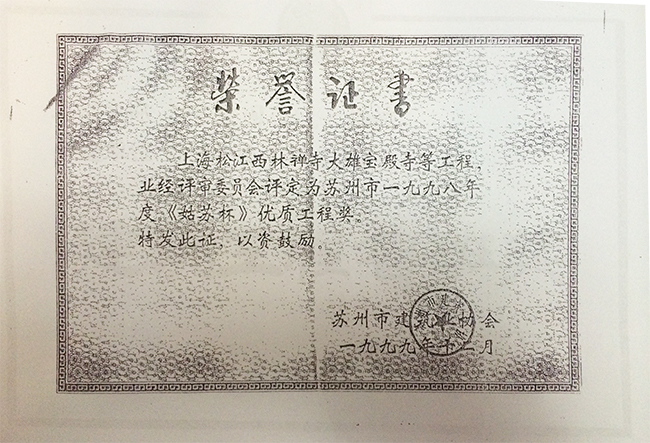 荣誉证书
上海松江西林禅寺大雄宝殿寺等工程，
业经评审委员会评定为苏州市一九九八年
度《姑苏杯》优质工程奖。
特发此证，以资鼓励。
苏州市建筑业协会
一九九九年十二月